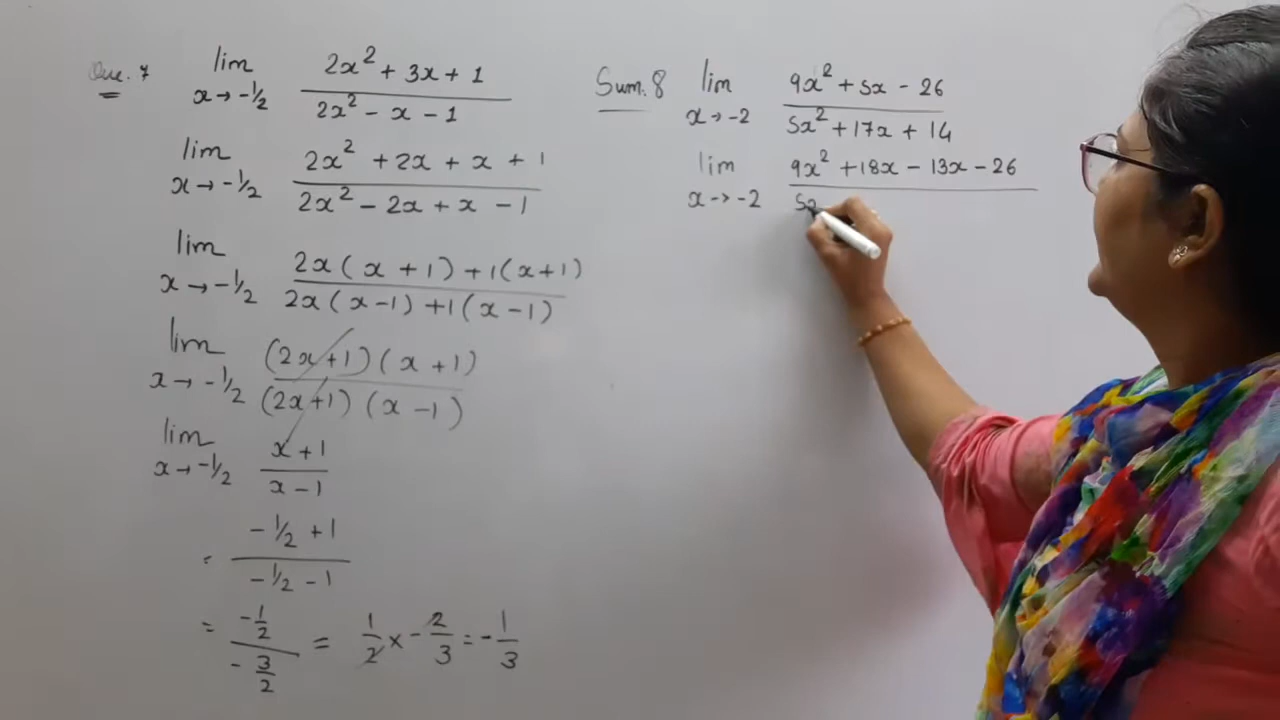 Que. 7 lim x→-1/2 2x² + 3x + 1 / 2x² - x - 1
lim x→-1/2 2x² + 2x + x + 1 / 2x² - 2x + x - 1
lim x→-1/2 2x(x + 1) + 1(x+1) / 2x(x-1) + 1(x-1)
lim x→-1/2 (2x+1)(x+1) / (2x+1)(x-1)
lim x→-1/2 x+1 / x-1
= -1/2 + 1 / -1/2 - 1
= -1/2 / -3/2 = 1/2 x -2/3 = -1/3
Sum. 8 lim x→-2 9x² + 5x - 26 / 5x² + 17x + 14
lim x→-2 9x² + 18x - 13x - 26 / 5x